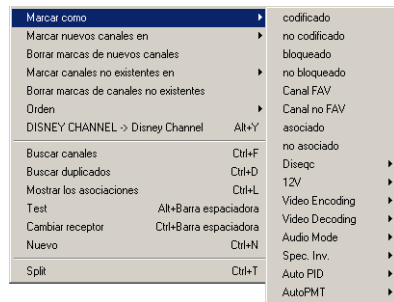 Marcar como
Marcar nuevos canales en
Borrar marcas de nuevos canales
Marcar canales no existentes en
Borrar marcas de canales no existentes
Orden
DISNEY CHANNEL -> Disney Channel Alt+Y
Buscar canales Ctrl+F
Buscar duplicados Ctrl+D
Mostrar los asociaciones Ctrl+L
Test Alt+Barra espaciadora
Cambiar receptor Ctrl+Barra espaciadora
Nuevo Ctrl+N
Split Ctrl+T
codificado
no codificado
bloqueado
no bloqueado
Canal FAV
Canal no FAV
asociado
no asociado
Diseqc
12V
Video Encoding
Video Decoding
Audio Mode
Spec. Inv.
Auto PID
AutoPMT